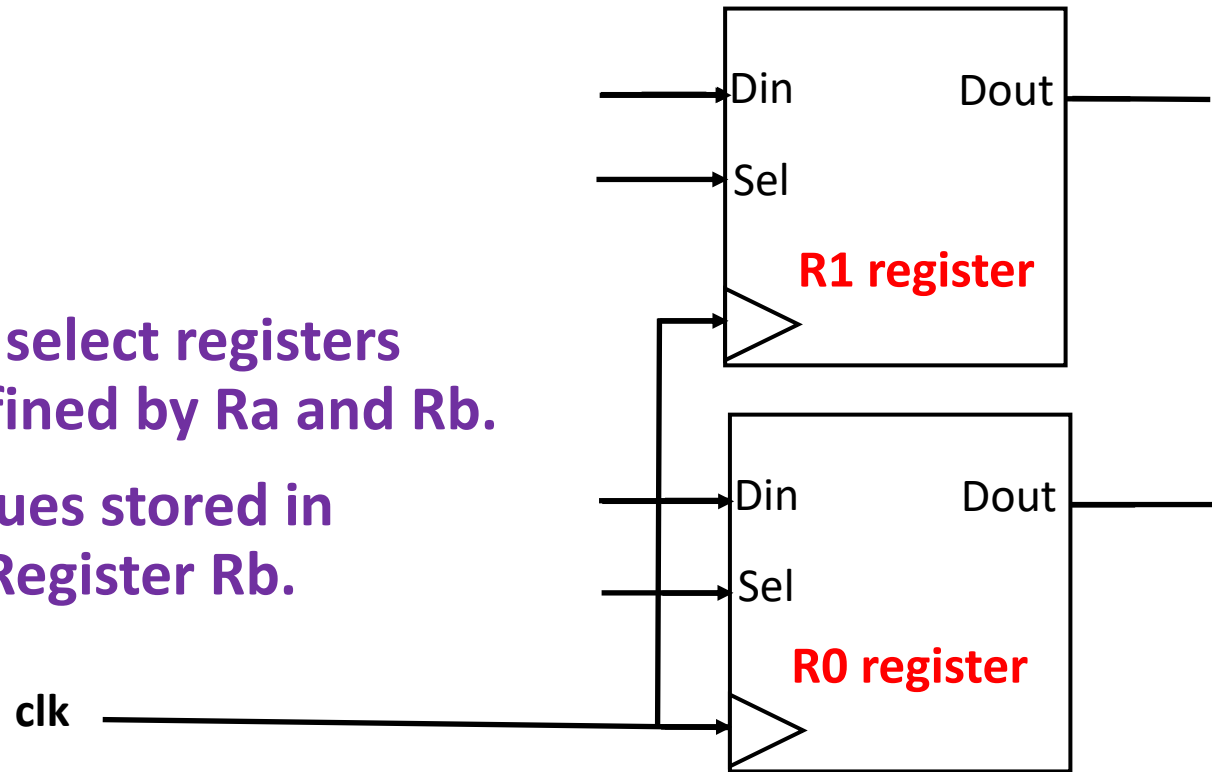 Din Dout
Sel
R1 register
select registers
fined by Ra and Rb.
ues stored in
Register Rb.
Din Dout
Sel
R0 register
clk